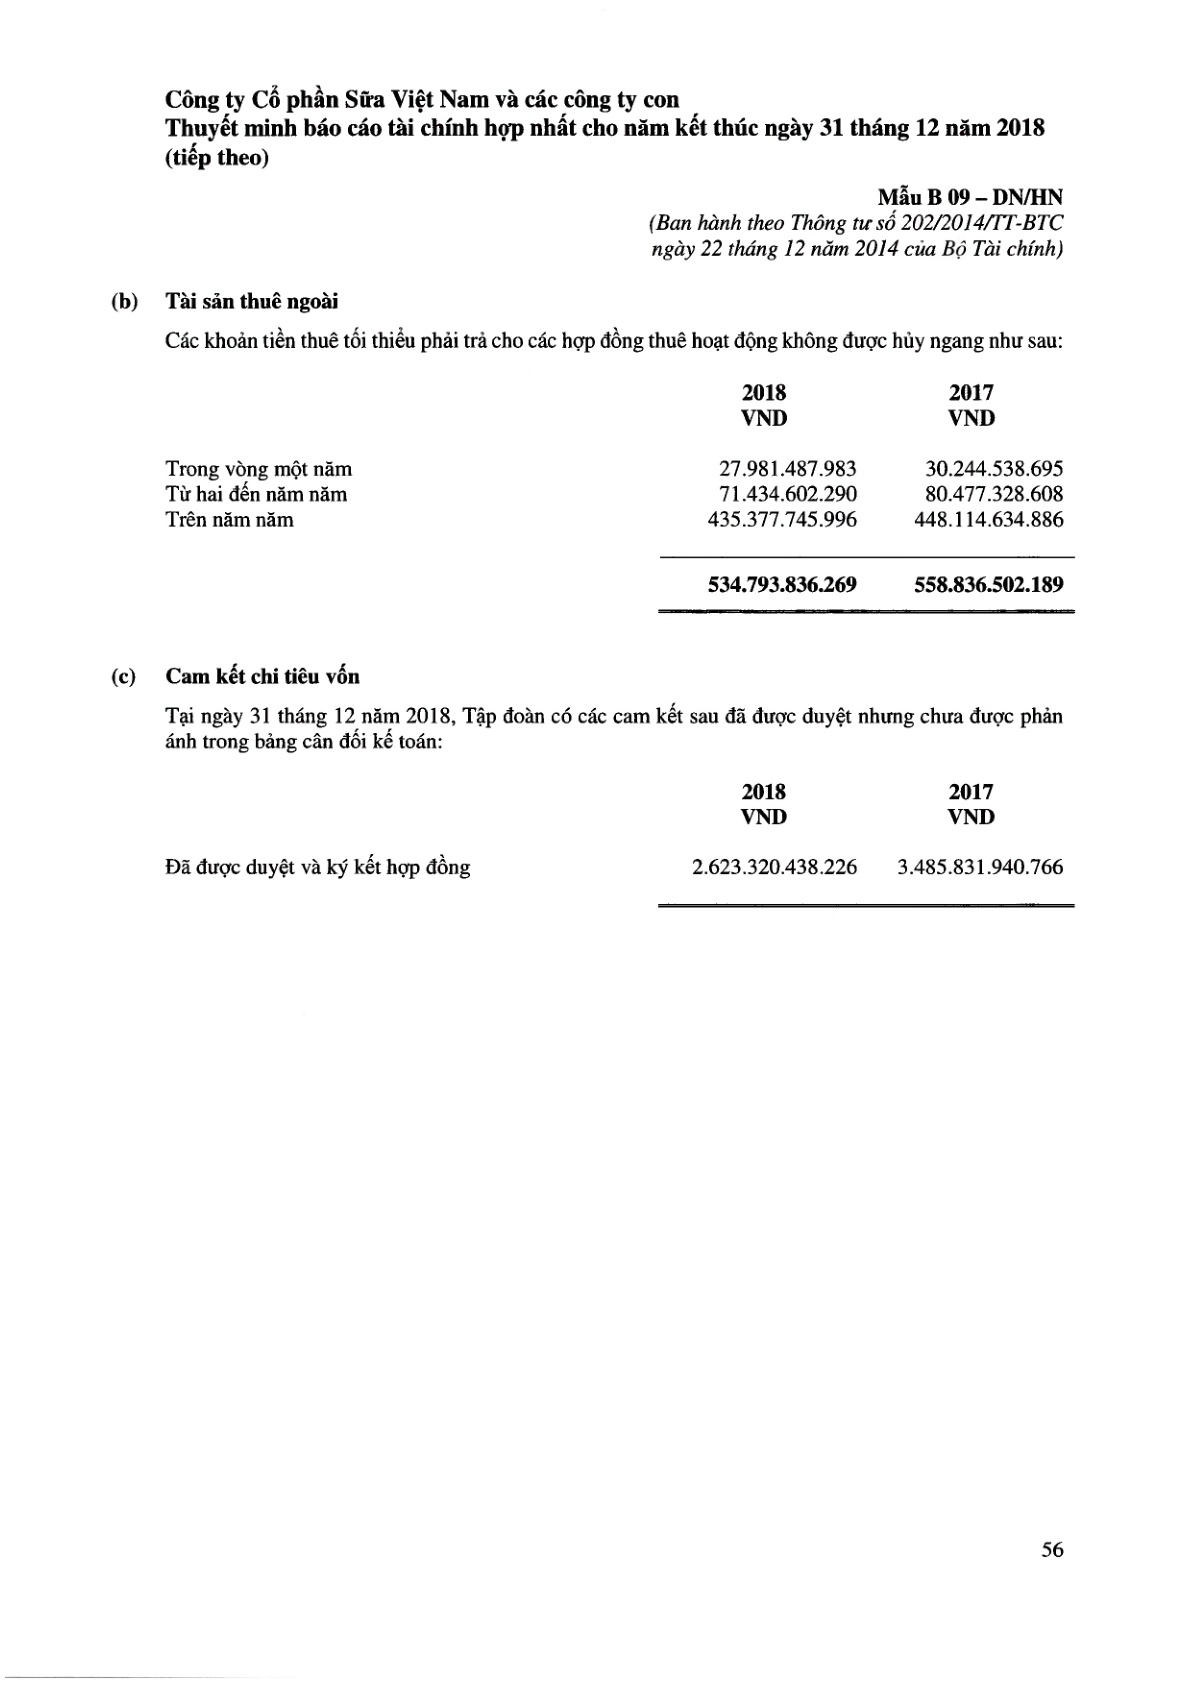 Công ty Cổ phần Sữa Việt Nam và các công ty con
Thuyết minh báo cáo tài chính hợp nhất cho năm kết thúc ngày 31 tháng 12 năm 2018
(tiếp theo)
Mẫu B 09 – DN/HN
(Ban hành theo Thông tư số 202/2014/TT-BTC
ngày 22 tháng 12 năm 2014 của Bộ Tài chính)
(b) Tài sản thuê ngoài
Các khoản tiền thuê tối thiểu phải trả cho các hợp đồng thuê hoạt động không được hủy ngang như sau:
2018 2017
VND VND
Trong vòng một năm 27.981.487.983 30.244.538.695
Từ hai đến năm năm 71.434.602.290 80.477.328.608
Trên năm năm 435.377.745.996 448.114.634.886
534.793.836.269 558.836.502.189
(c) Cam kết chi tiêu vốn
Tại ngày 31 tháng 12 năm 2018, Tập đoàn có các cam kết sau đã được duyệt nhưng chưa được phản
ánh trong bảng cân đối kế toán:
2018 2017
VND VND
Đã được duyệt và ký kết hợp đồng 2.623.320.438.226 3.485.831.940.766
56